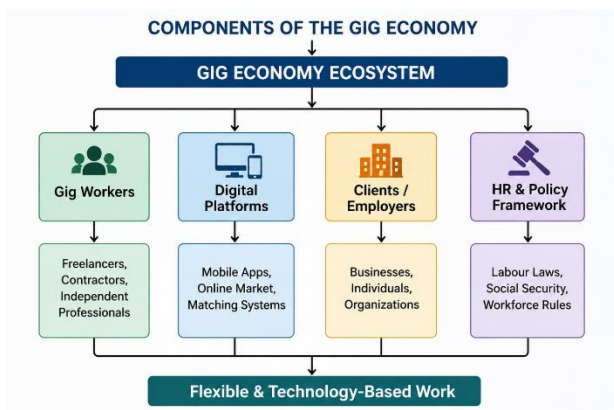 COMPONENTS OF THE GIG ECONOMY
GIG ECONOMY ECOSYSTEM
Gig Workers
Digital
Platforms
Clients /
Employers
HR & Policy
Framework
Freelancers,
Contractors,
Independent
Professionals
Mobile Apps,
Online Market,
Matching Systems
Businesses,
Individuals,
Organizations
Labour Laws,
Social Security,
Workforce Rules
Flexible & Technology-Based Work